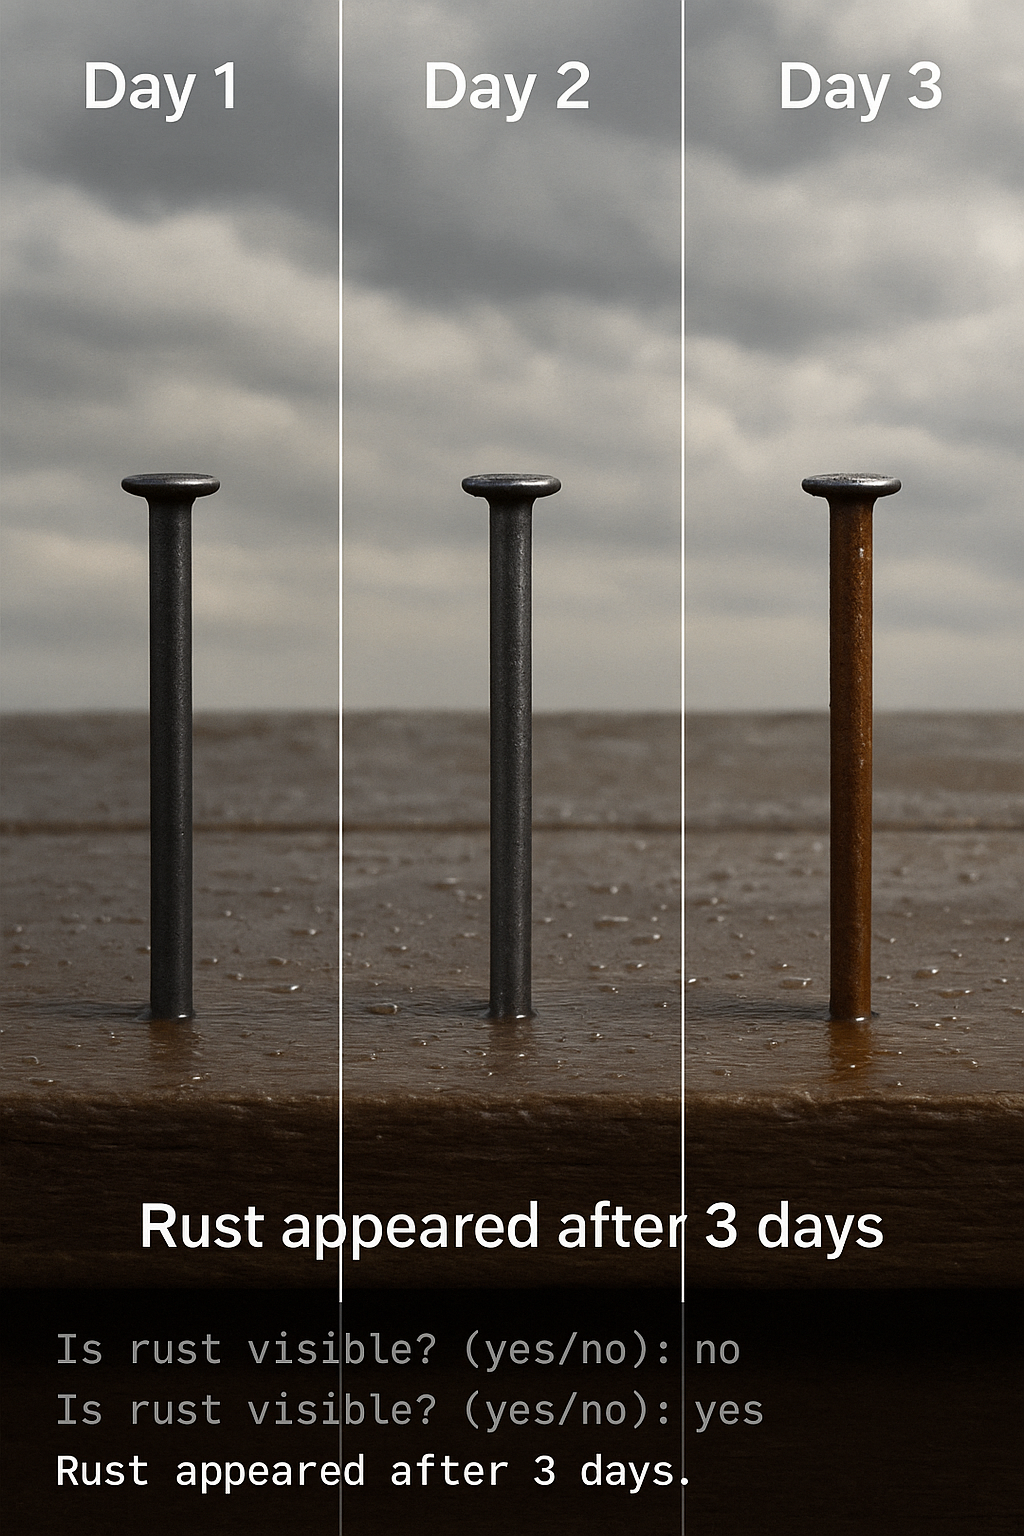 Day 1
Day 2
Day 3
Rust appeared after 3 days
Is rust visible? (yes/no): no
Is rust visible? (yes/no): yes
Rust appeared after 3 days.